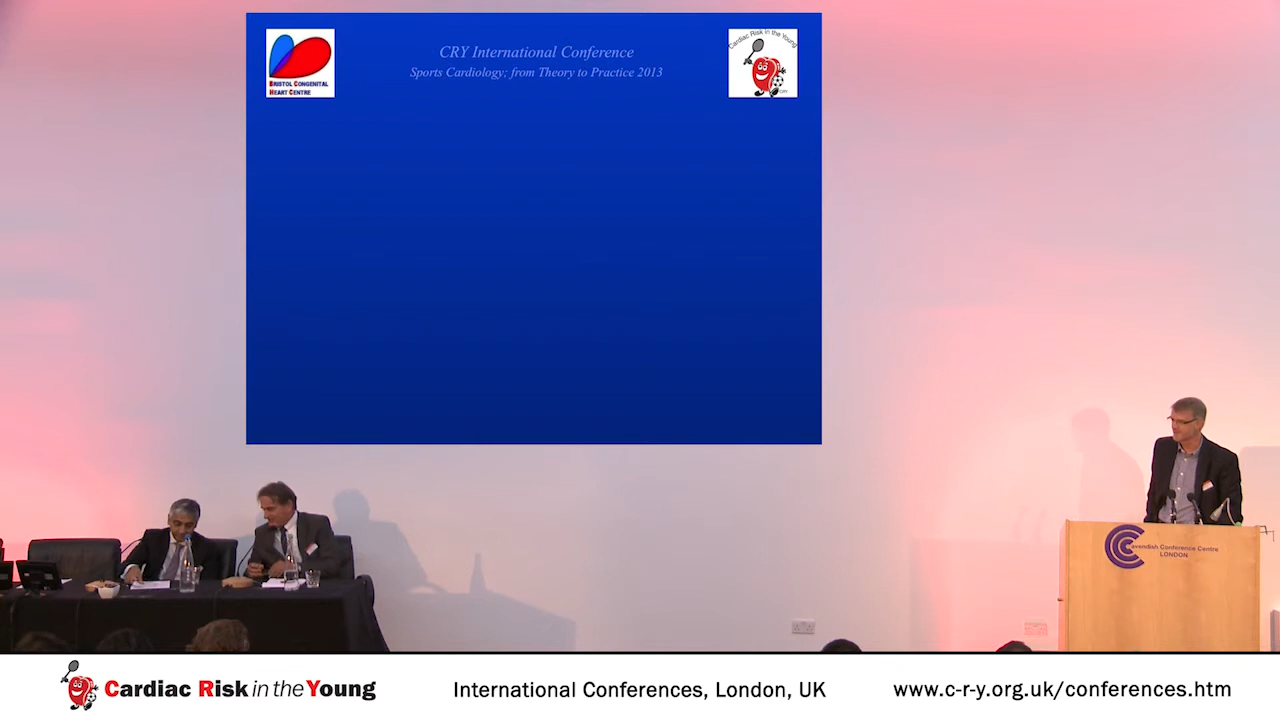 CRY International Conference
Sports Cardiology; from Theory to Practice 2013
BRISTOL CONGENITAL
HEART CENTRE
Cardiac Risk in the Young
CRY
Cavendish Conference Centre
LONDON
Cardiac Risk in the Young
International Conferences, London, UK
www.c-r-y.org.uk/conferences.htm